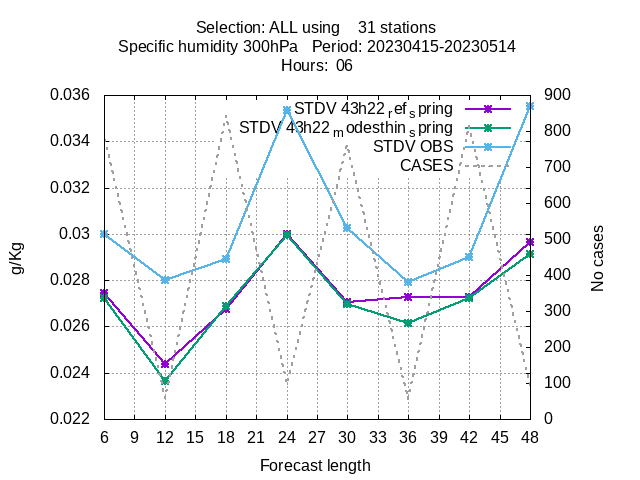 Selection: ALL using    31 stations
Specific humidity 300hPa   Period: 20230415-20230514
Hours:  06
STDV 43h22_ref_spring
STDV 43h22_modesthin_spring
STDV OBS
CASES
g/Kg
0.036
0.034
0.032
0.03
0.028
0.026
0.024
0.022
900
800
700
600
500
400
300
200
100
0
No cases
6 9 12 15 18 21 24 27 30 33 36 39 42 45 48
Forecast length